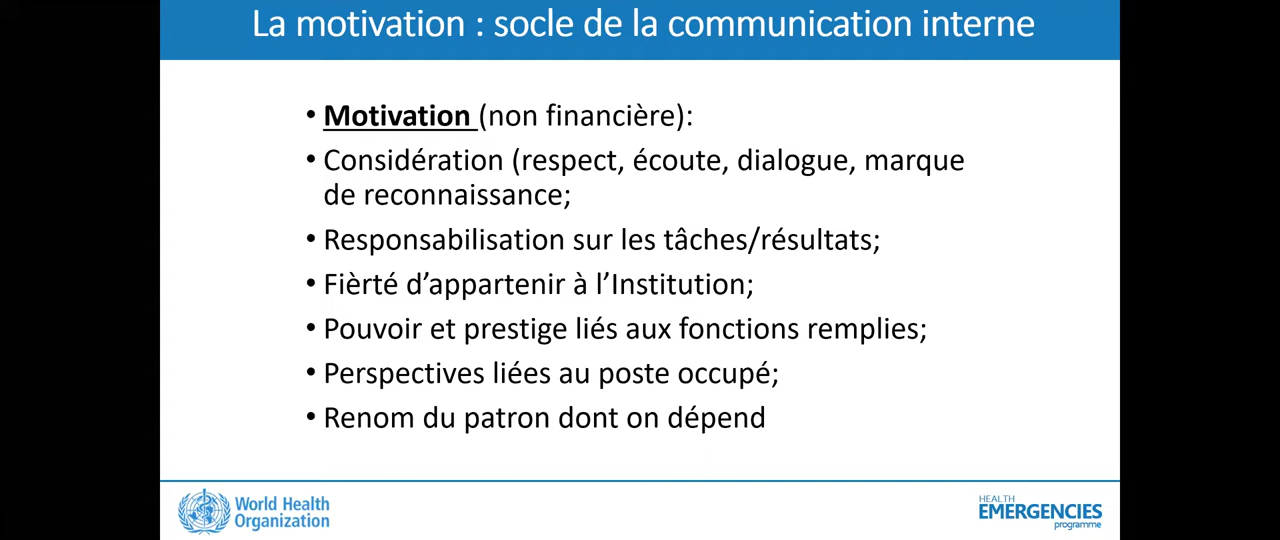 La motivation : socle de la communication interne
• Motivation (non financière):
• Considération (respect, écoute, dialogue, marque
de reconnaissance;
• Responsabilisation sur les tâches/résultats;
• Fièrté d’appartenir à l’Institution;
• Pouvoir et prestige liés aux fonctions remplies;
• Perspectives liées au poste occupé;
• Renom du patron dont on dépend
World Health
Organization
HEALTH
EMERGENCIES
programme